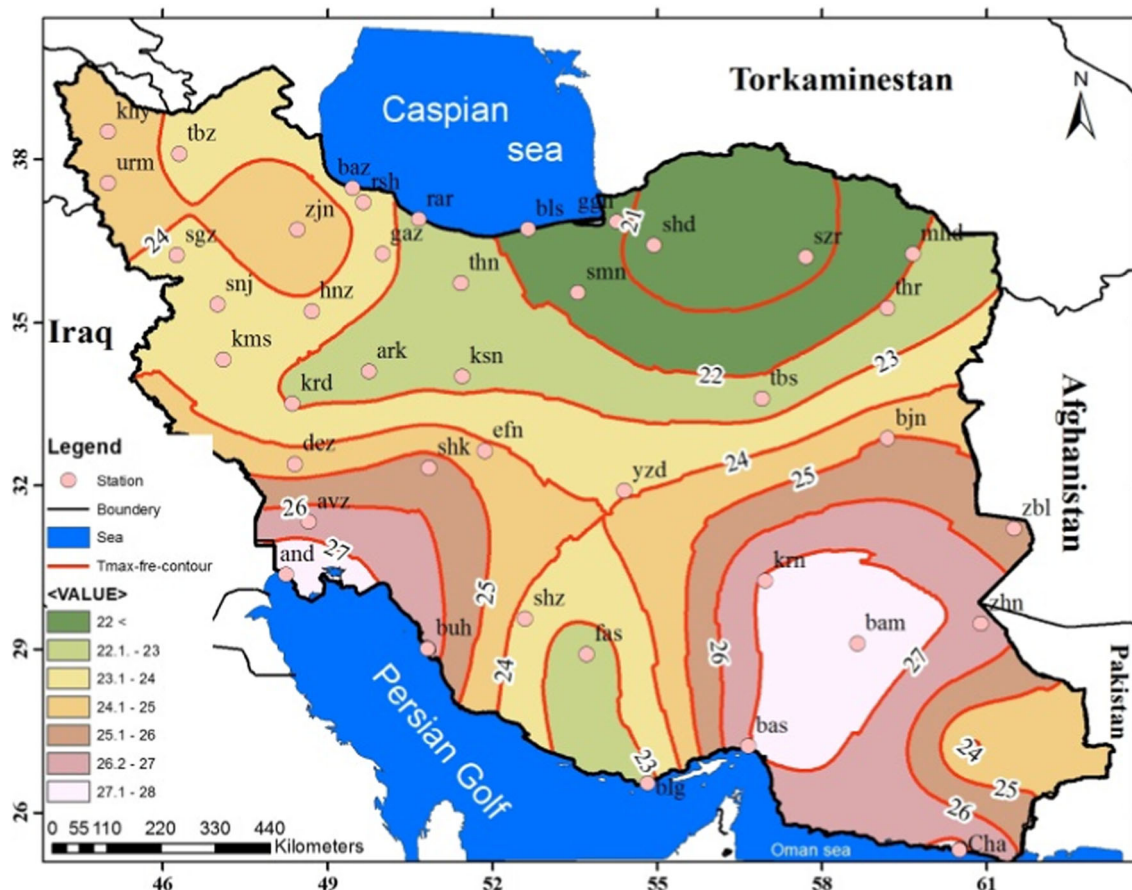 Torkaminestan
N
Caspian
sea
38
35
32
29
26
khy
tbz
urm
baz
rsh
zjn
rar
bls
ggn
21
shd
mhd
24
sgz
gaz
szr
thn
smn
snj
hnz
thr
Iraq
kms
ark
ksn
22
23
krd
tbs
Afghanistan
bjn
efn
Legend
dez
shk
24
yzd
25
Station
26
avz
zbl
Boundery
Sea
and
27
Tmax-fre-contour
krn
<VALUE>
25
shz
zhn
22 <
buh
fas
bam
26
27
22.1. - 23
Pakistan
23.1 - 24
24
24.1 - 25
Persian Golf
bas
24
25.1 - 26
23
25
26.2 - 27
blg
26
27.1 - 28
0 55 110 220 330 440
Kilometers
Oman sea
Cha
46 49 52 55 58 61